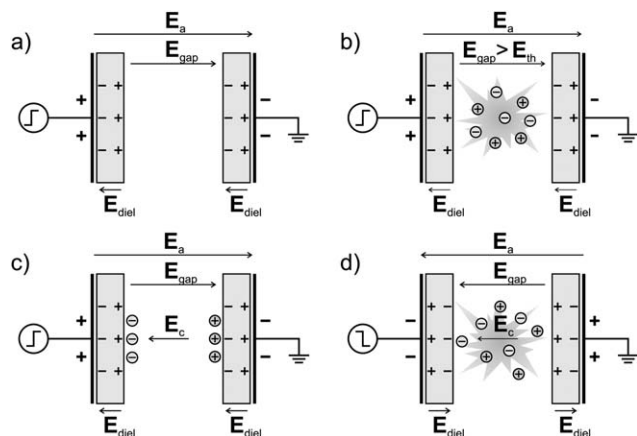 a)
E_a
E_gap
+ +
- + - +
- + - +
- + - +
- -
E_diel E_diel
b)
E_a
E_gap > E_th
+ +
- + - +
- + - +
- + - +
- + - + - - + +
- -
E_diel E_diel
c)
E_a
E_gap
+ +
- + - +
- + - +
- + - +
- - -
E_c
+ + +
- -
E_diel E_diel
d)
E_a
E_gap
- -
- + - +
- + - +
- + - +
+ - - + - - + - +
E_c
+ +
E_diel E_diel